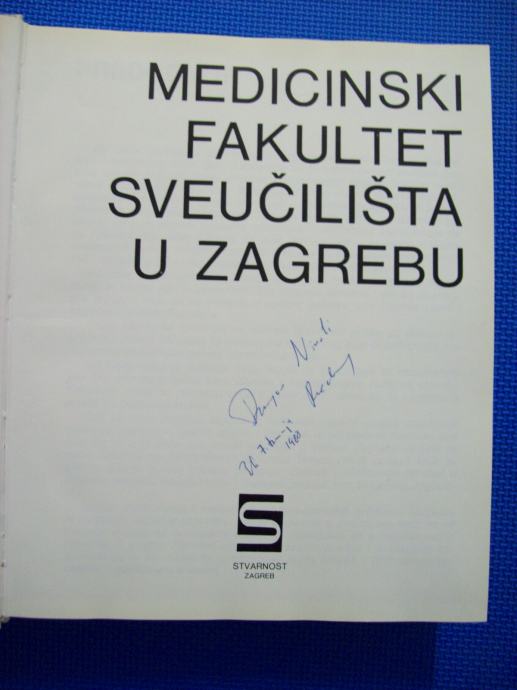 MEDICINSKI
FAKULTET
SVEUČILIŠTA
U ZAGREBU
STVARNOST
ZAGREB